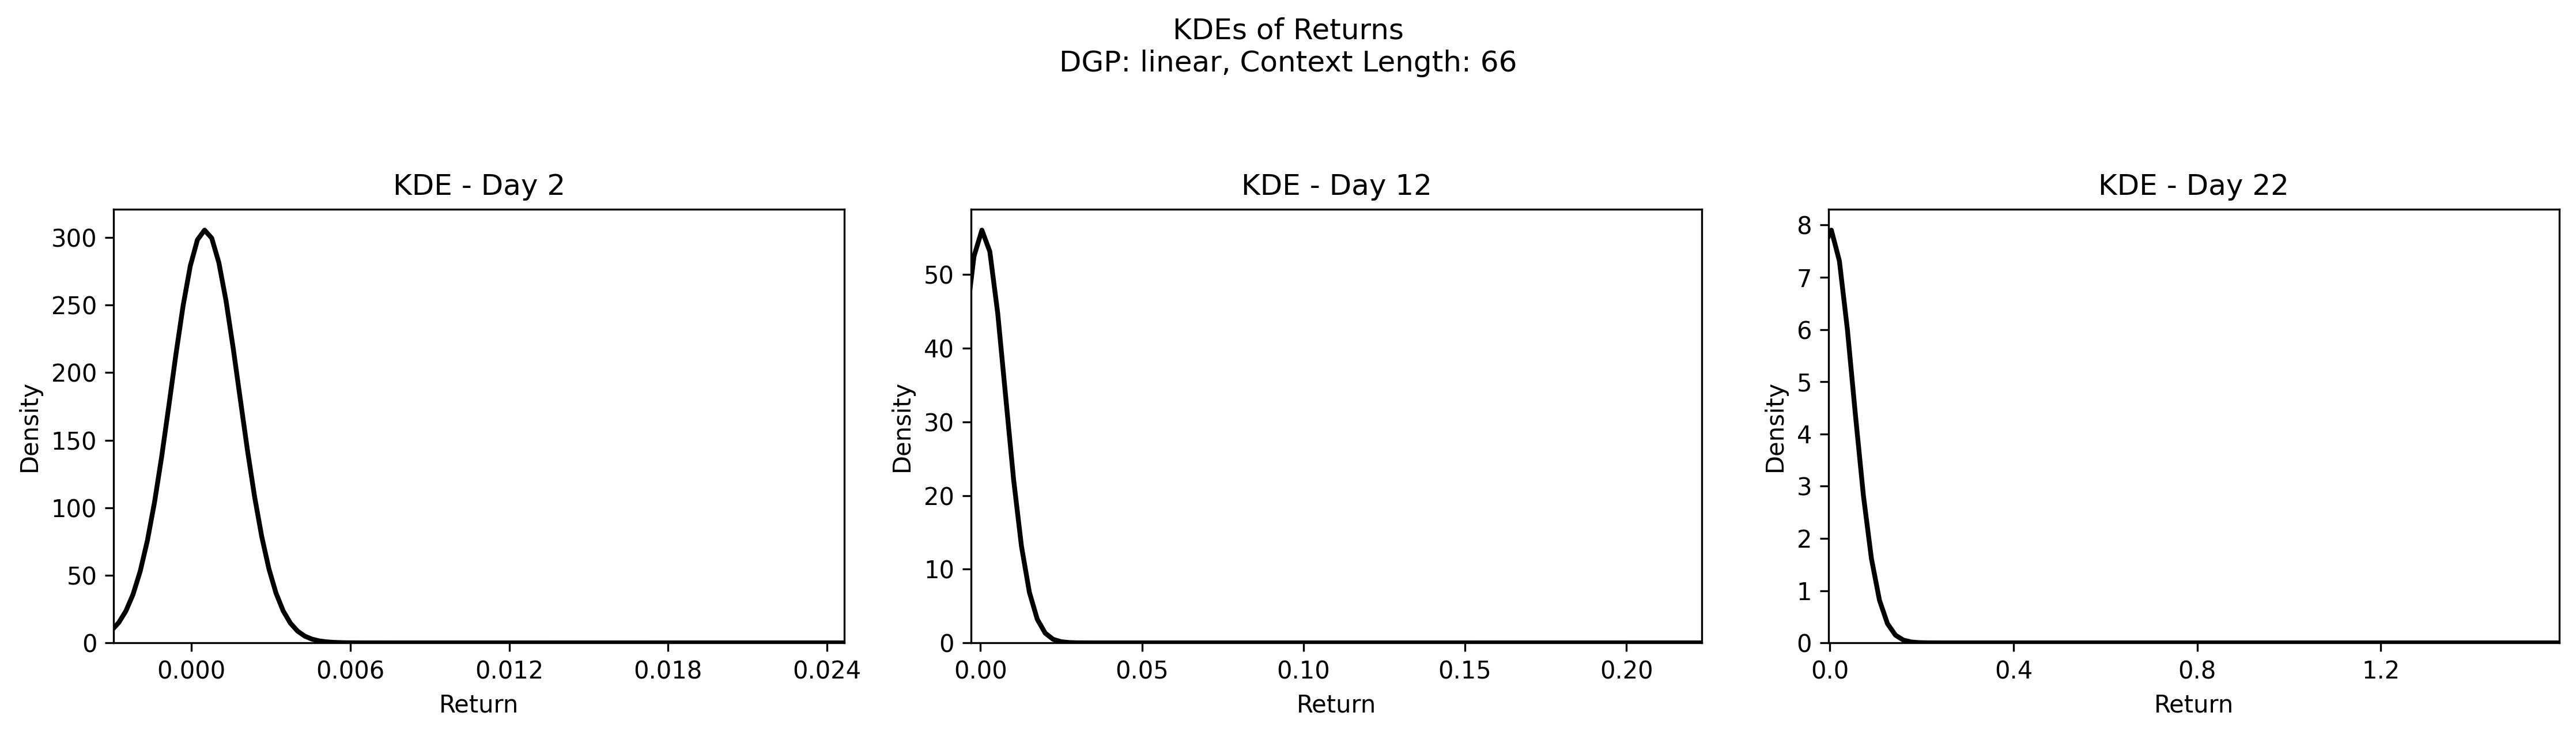 KDEs of Returns
DGP: linear, Context Length: 66
KDE - Day 2
300
250
200
150
100
50
0
Density
0.000 0.006 0.012 0.018 0.024
Return
KDE - Day 12
50
40
30
20
10
0
Density
0.00 0.05 0.10 0.15 0.20
Return
KDE - Day 22
8
7
6
5
4
3
2
1
0
Density
0.0 0.4 0.8 1.2
Return